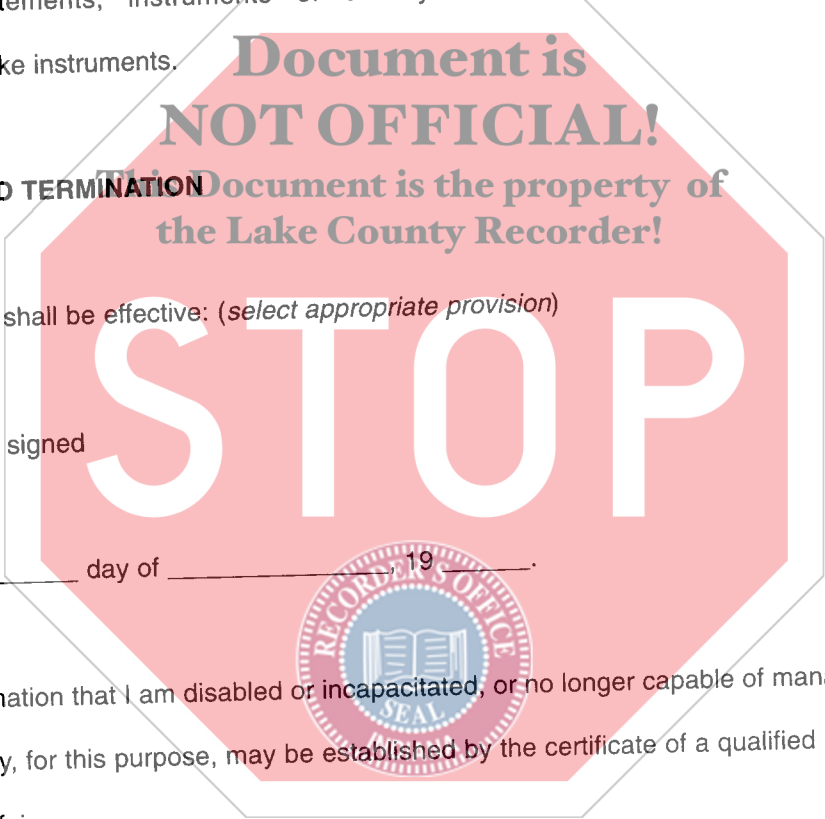 instruments
ke instruments.
Document is
NOT OFFICIAL!
This Document is the property of
the Lake County Recorder!
D TERMINATION
shall be effective: (select appropriate provision)
STOP
signed
day of , 19 .
RECORDER'S OFFICE
SEAL
INDIANA
nation that I am disabled or incapacitated, or no longer capable of man
y, for this purpose, may be established by the certificate of a qualified